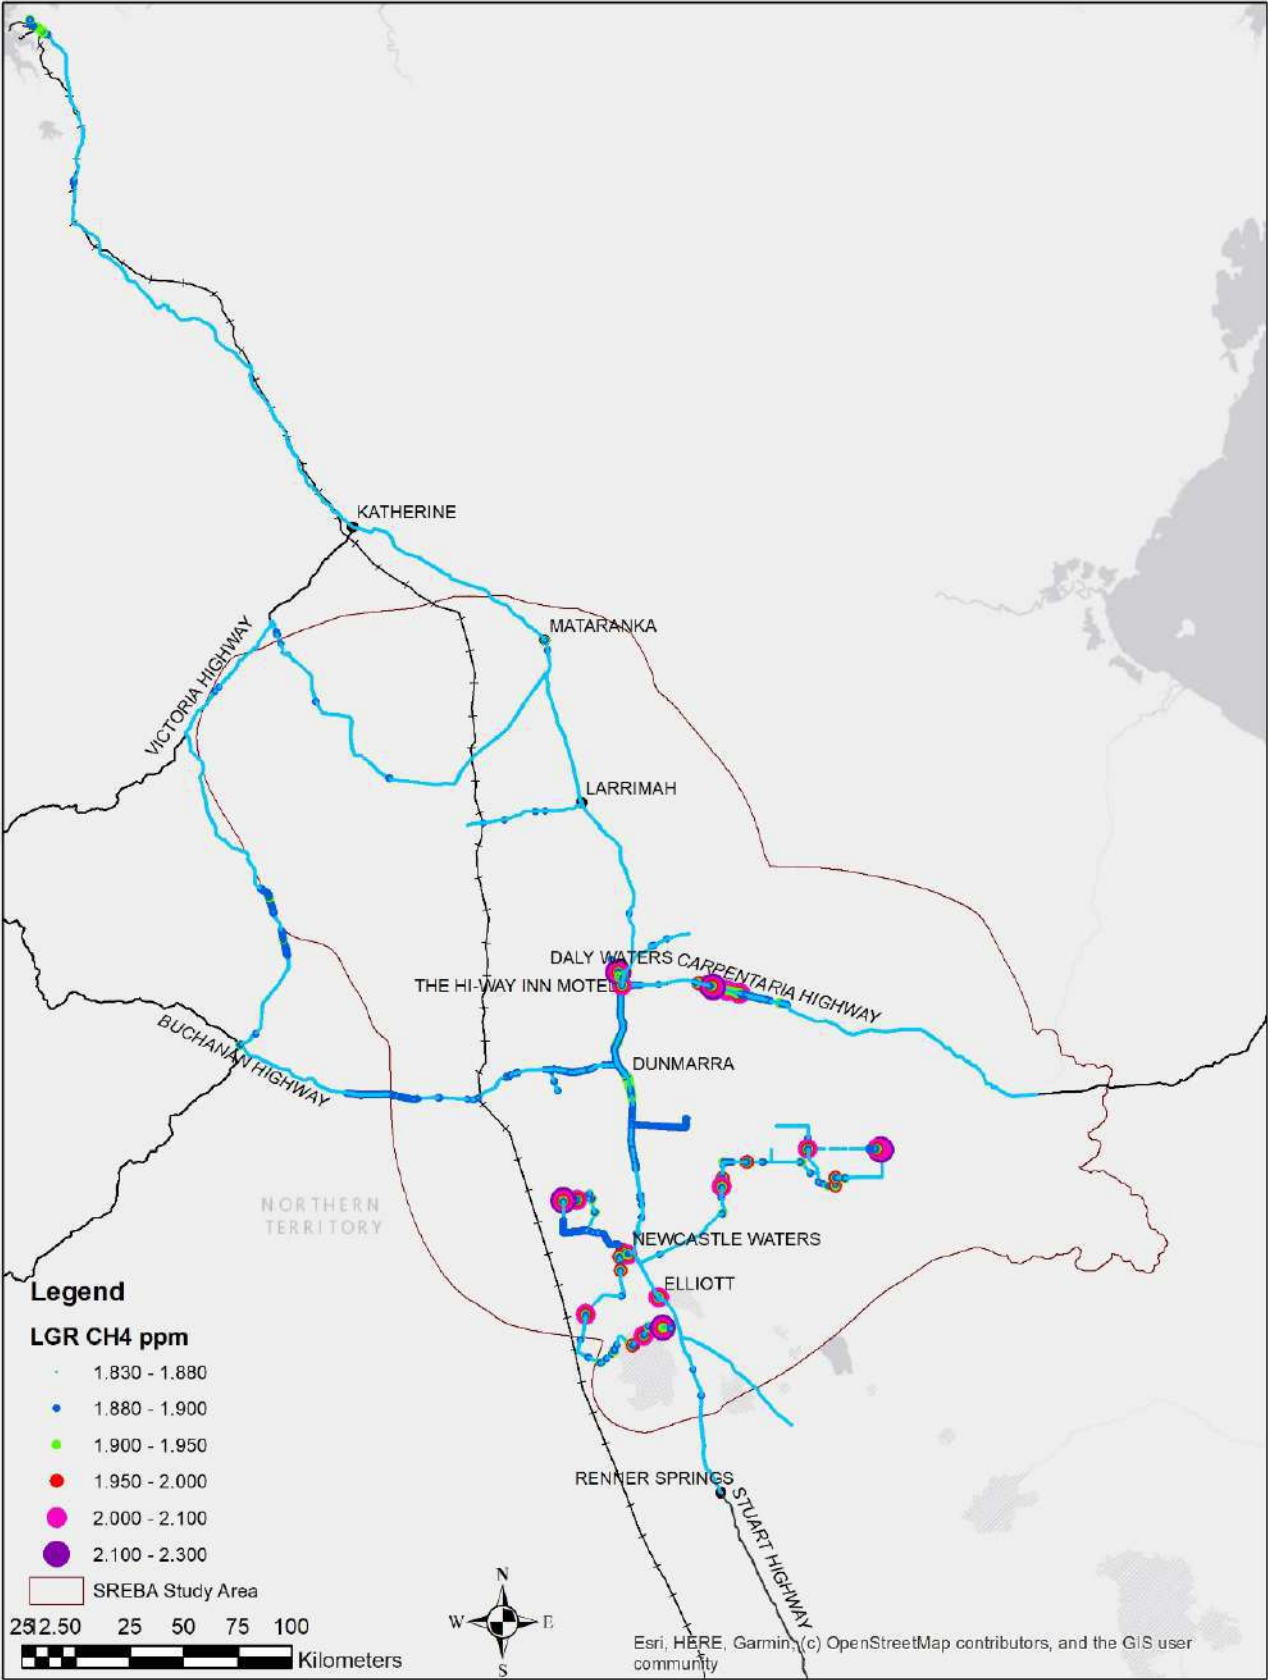 KATHERINE
MATARANKA
VICTORIA HIGHWAY
LARRIMAH
DALY WATERS
CARPENTARIA HIGHWAY
THE HI-WAY INN MOTEL
BUCHANAN HIGHWAY
DUNMARRA
NORTHERN
TERRITORY
NEWCASTLE WATERS
ELLIOTT
Legend
LGR CH4 ppm
1.830 - 1.880
1.880 - 1.900
1.900 - 1.950
1.950 - 2.000
2.000 - 2.100
2.100 - 2.300
SREBA Study Area
RENNER SPRINGS
STUART HIGHWAY
N
W E
S
12.50 25 50 75 100
Kilometers
Esri, HERE, Garmin, (c) OpenStreetMap contributors, and the GIS user
community